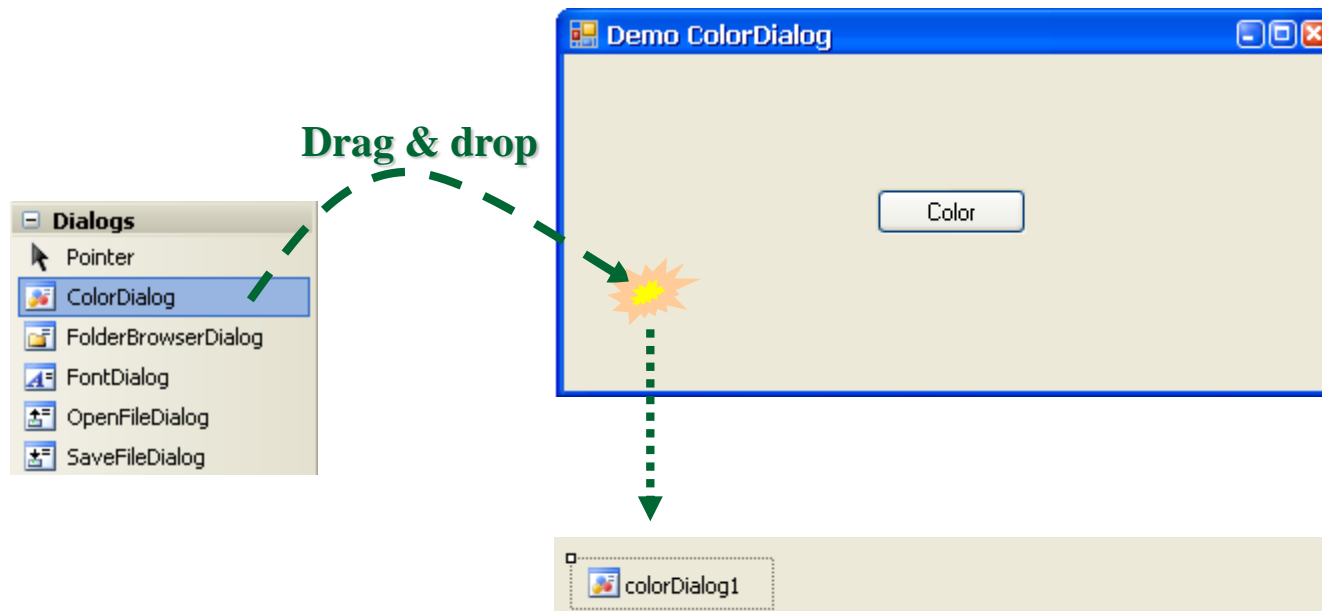 Demo ColorDialog
Drag & drop
Color
Dialogs
Pointer
ColorDialog
FolderBrowserDialog
FontDialog
OpenFileDialog
SaveFileDialog
colorDialog1